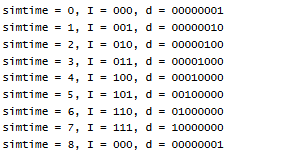 simtime = 0, I = 000, d = 00000001
simtime = 1, I = 001, d = 00000010
simtime = 2, I = 010, d = 00000100
simtime = 3, I = 011, d = 00001000
simtime = 4, I = 100, d = 00010000
simtime = 5, I = 101, d = 00100000
simtime = 6, I = 110, d = 01000000
simtime = 7, I = 111, d = 10000000
simtime = 8, I = 000, d = 00000001